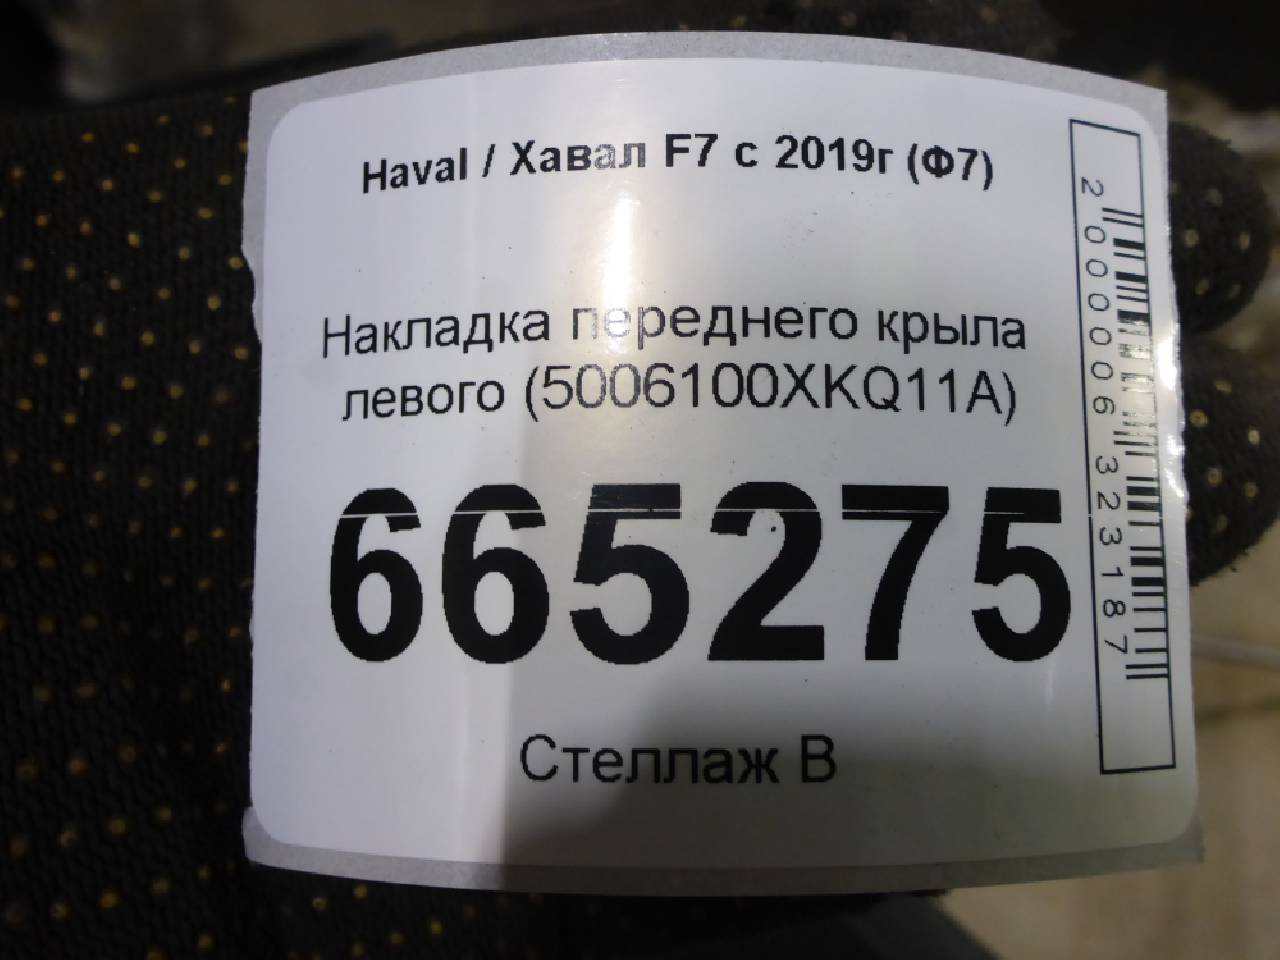 Haval / Хавал F7 с 2019г (Ф7)
Накладка переднего крыла
левого (5006100XKQ11A)
665275
Стеллаж В
2000006323187